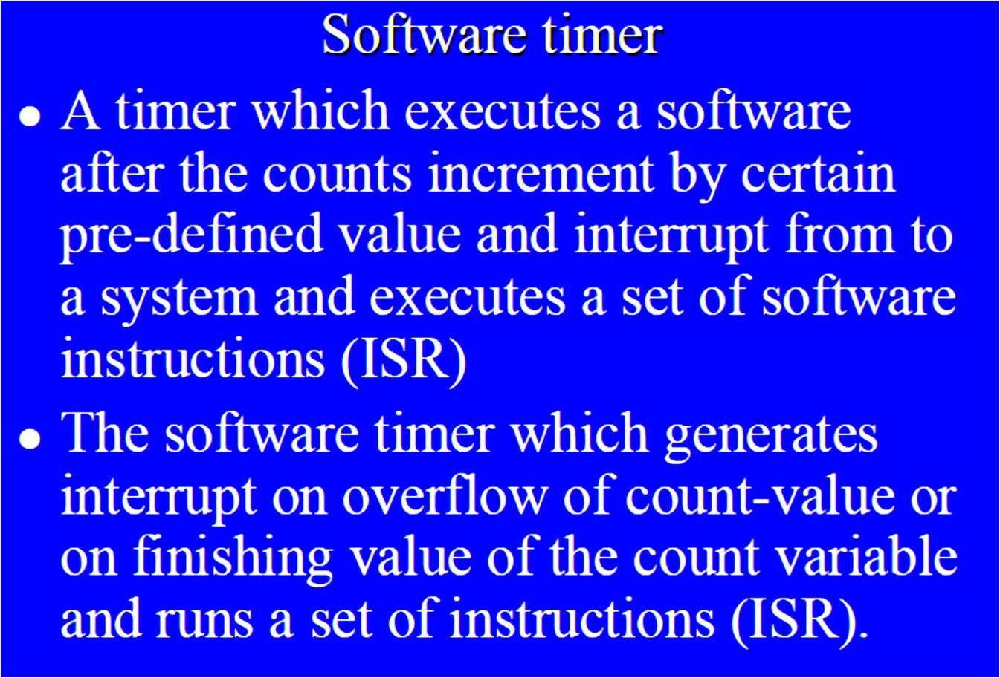 Software timer
• A timer which executes a software
after the counts increment by certain
pre-defined value and interrupt from to
a system and executes a set of software
instructions (ISR)
• The software timer which generates
interrupt on overflow of count-value or
on finishing value of the count variable
and runs a set of instructions (ISR).